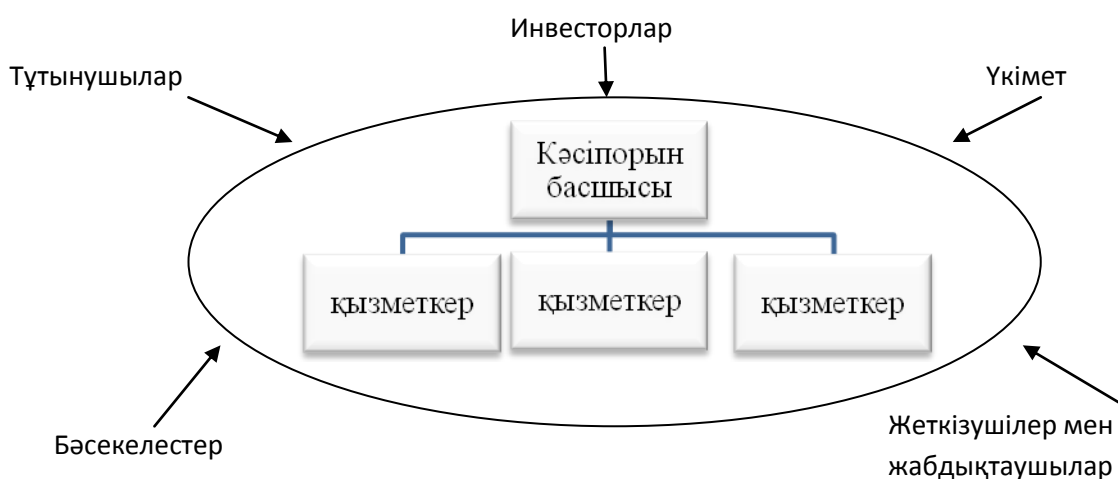 Инвесторлар
Тұтынушылар
Үкімет
Кәсіпорын
басшысы
қызметкер
қызметкер
қызметкер
Бәсекелестер
Жеткізушілер мен
жабдықтаушылар